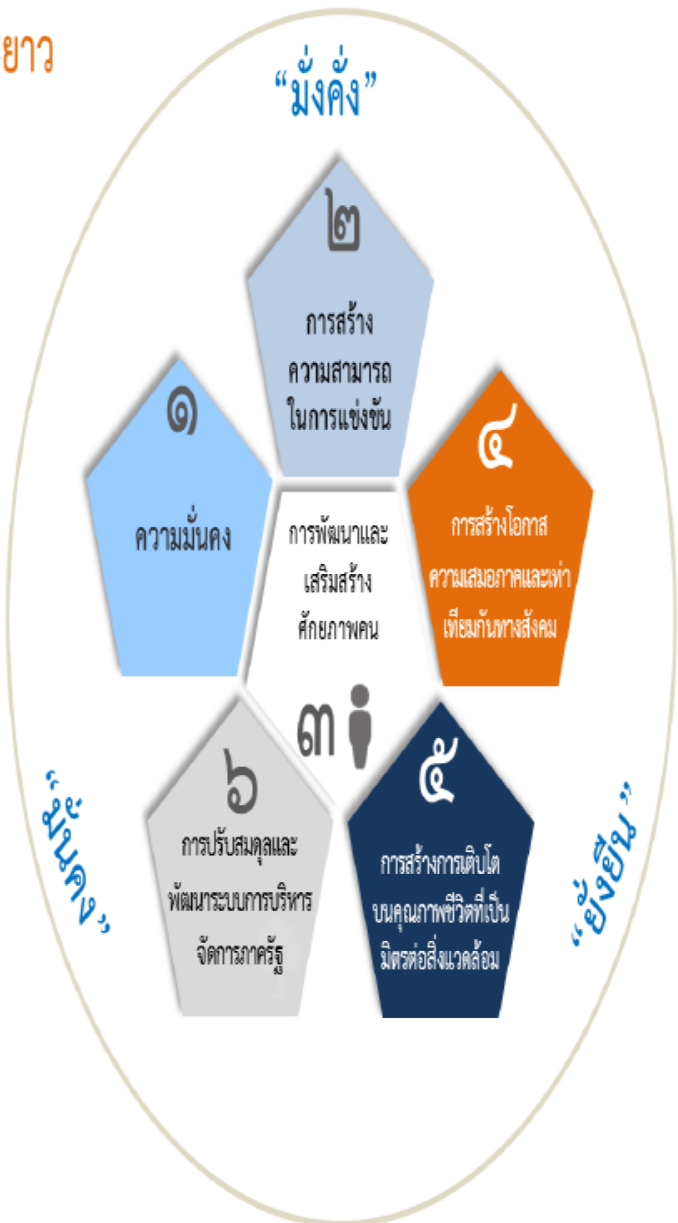 ยาว
“มั่งคั่ง”
๒
การสร้าง
ความสามารถ
ในการแข่งขัน
๑
ความมั่นคง
๔
การสร้างโอกาส
ความเสมอภาคและเท่า
เทียมกันทางสังคม
การพัฒนาและ
เสริมสร้าง
ศักยภาพคน
๓
๖
การปรับสมดุลและ
พัฒนาระบบการบริหาร
จัดการภาครัฐ
๕
การสร้างการเติบโต
บนคุณภาพชีวิตที่เป็น
มิตรต่อสิ่งแวดล้อม
“มั่นคง”
“ยั่งยืน”